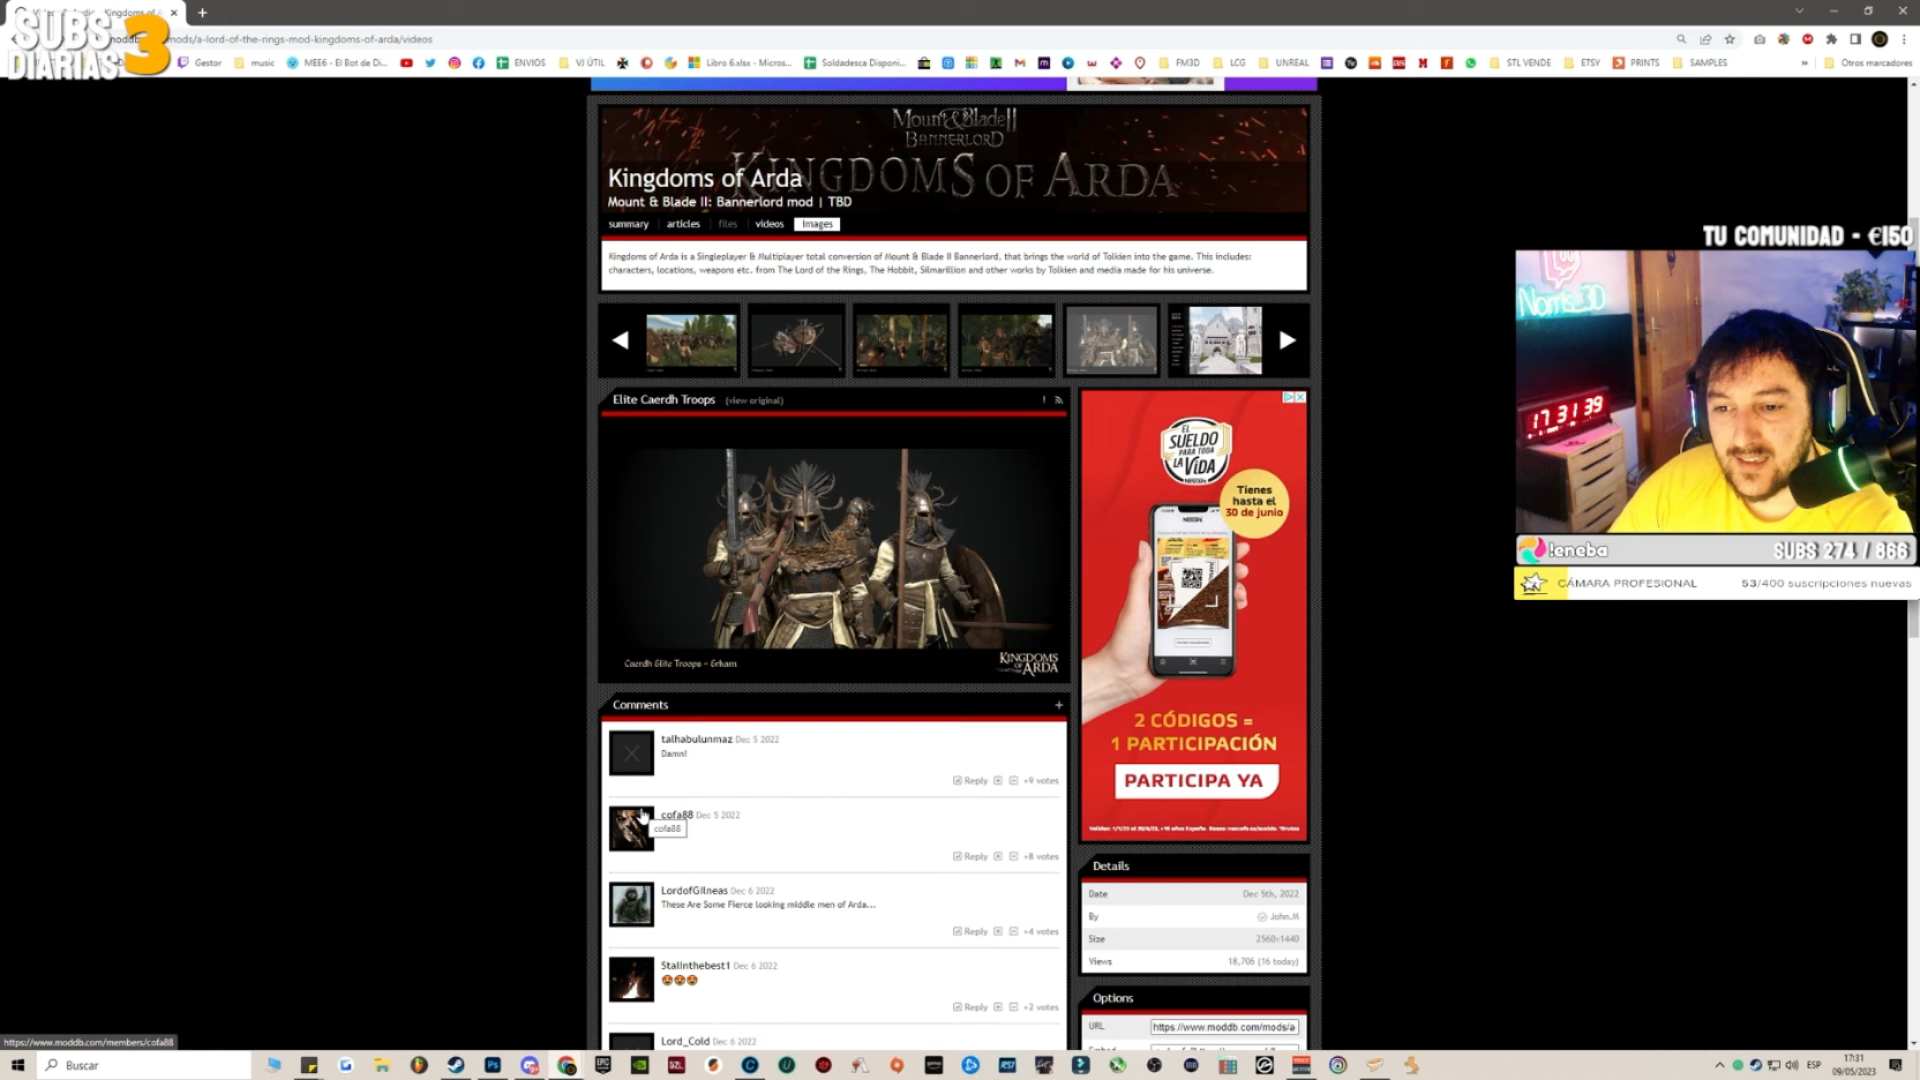 SUBS 3
DIARIAS
mods/a-lord-of-the-rings-mod-kingdoms-of-arda/videos
Gestor
music
MEE6 - El Bot de Di...
ENVIOS
VJ ÚTIL
Libro 6.xlsx - Micros...
Soldadesca Disponi...
FM3D
LCG
UNREAL
STL VENDE
ETSY
PRINTS
SAMPLES
Otros marcadores
Mount & Blade II
BANNERLORD
KINGDOMS OF ARDA
Kingdoms of Arda
Mount & Blade II: Bannerlord mod | TBD
summary articles files videos images
Kingdoms of Arda is a Singleplayer & Multiplayer total conversion of Mount & Blade II Bannerlord, that brings the world of Tolkien into the game. This includes:
characters, locations, weapons etc. from The Lord of the Rings, The Hobbit, Silmarillion and other works by Tolkien and media made for his universe.
Elite Caerdh Troops (view original)
Caerdh Elite Troops - Erham
KINGDOMS
OF ARDA
Comments
talhabulunmaz Dec 5 2022
Damn!
Reply +9 votes
cofa88 Dec 5 2022
cofa88
Reply +8 votes
LordofGilneas Dec 6 2022
These Are Some Fierce looking middle men of Arda...
Reply +4 votes
Stalinthebest1 Dec 6 2022
Reply +2 votes
Lord_Cold Dec 6 2022
EL
SUELDO
PARA TODA
LA VIDA
NESCAFÉ
Tienes
hasta el
30 de junio
2 CÓDIGOS =
1 PARTICIPACIÓN
PARTICIPA YA
Details
Date Dec 5th, 2022
By John.M
Size 2560×1440
Views 18,706 (16 today)
Options
URL https://www.moddb.com/mods/a
TU COMUNIDAD - €150
Norris_3D
17 31 39
!eneba SUBS 274 / 866
CÁMARA PROFESIONAL 53/400 suscripciones nuevas
https://www.moddb.com/members/cofa88
Buscar
ESP
17:31
09/05/2023